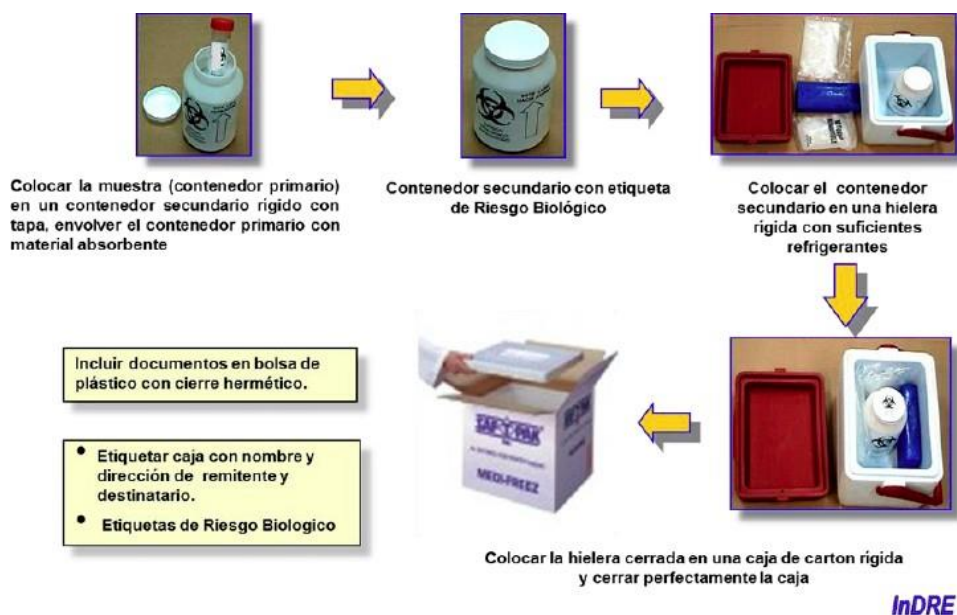 Colocar la muestra (contenedor primario)
en un contenedor secundario rigido con
tapa, envolver el contenedor primario con
material absorbente
Contenedor secundario con etiqueta
de Riesgo Biológico
Colocar el contenedor
secundario en una hielera
rigida con suficientes
refrigerantes
Incluir documentos en bolsa de
plástico con cierre hermético.
• Etiquetar caja con nombre y
dirección de remitente y
destinatario.
• Etiquetas de Riesgo Biologico
SAF-T-PAK
MEDI-FREEZ
Colocar la hielera cerrada en una caja de carton rigida
y cerrar perfectamente la caja
InDRE